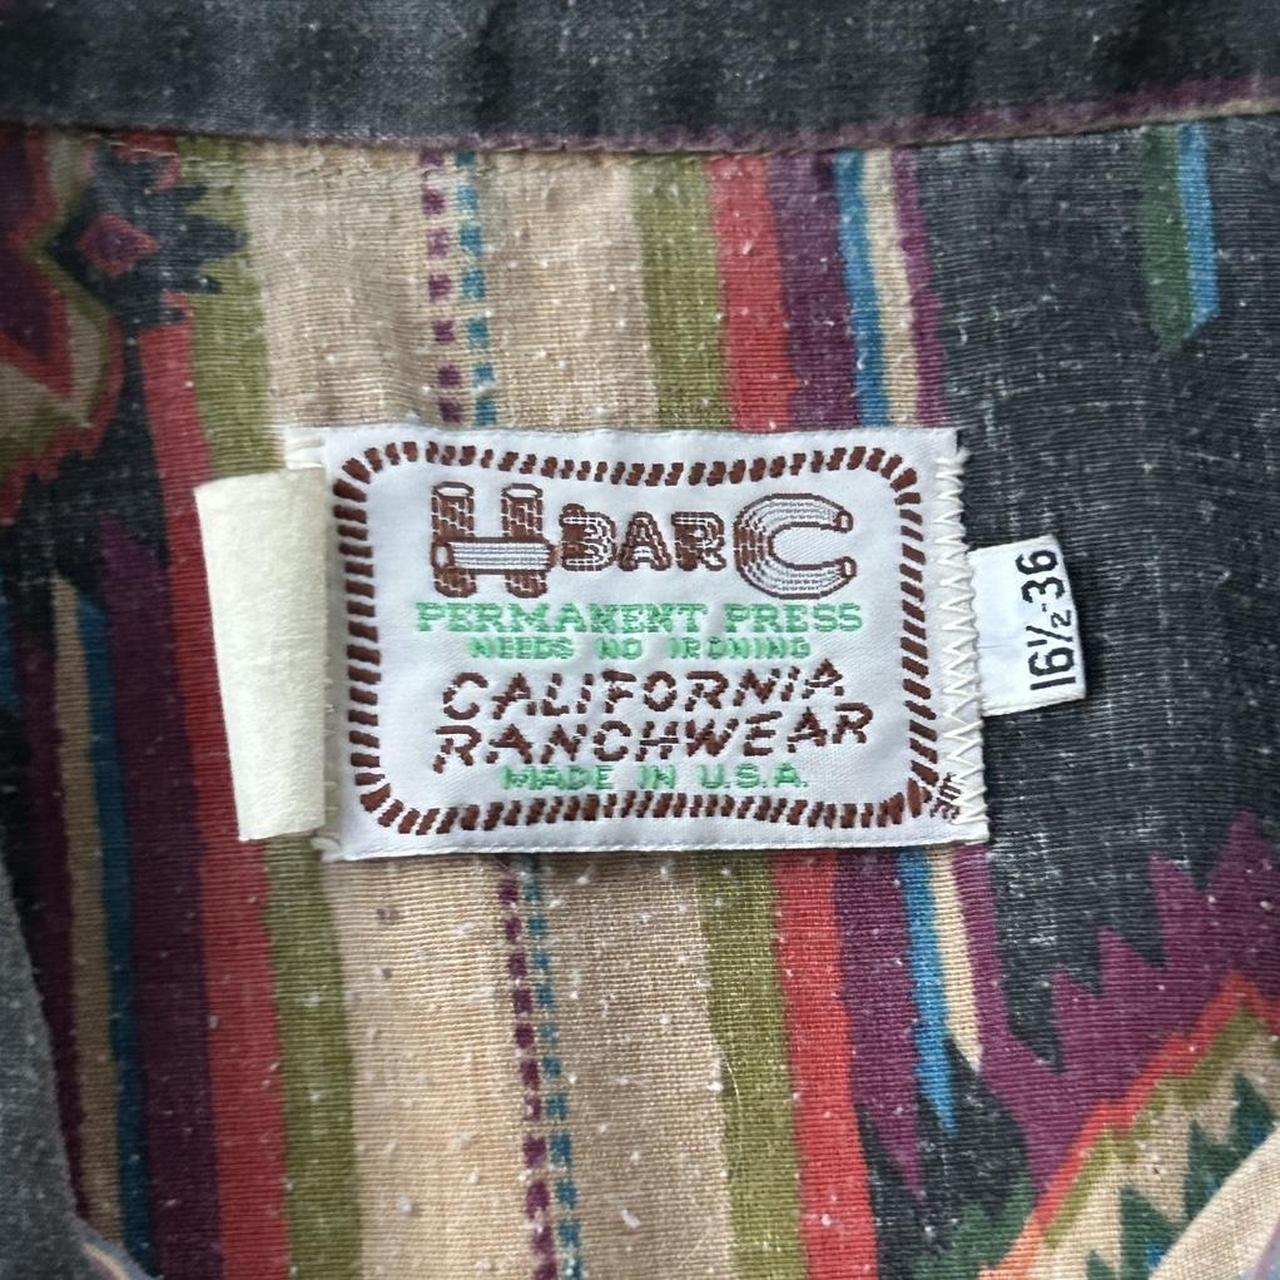 H BAR C
PERMANENT PRESS
NEEDS NO IRONING
CALIFORNIA
RANCHWEAR
MADE IN U.S.A.
16½-36